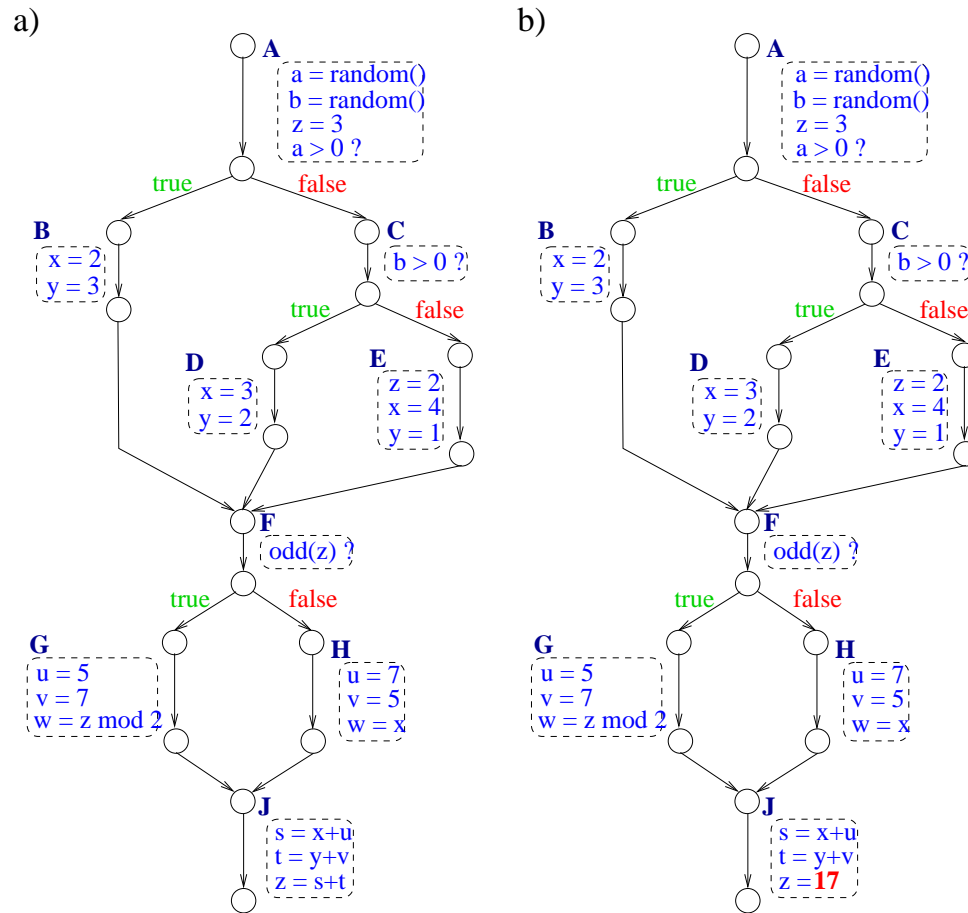 a)
A
a = random()
b = random()
z = 3
a > 0 ?
true
false
B
x = 2
y = 3
C
b > 0 ?
true
false
D
x = 3
y = 2
E
z = 2
x = 4
y = 1
F
odd(z) ?
true
false
G
u = 5
v = 7
w = z mod 2
H
u = 7
v = 5
w = x
J
s = x+u
t = y+v
z = s+t
b)
A
a = random()
b = random()
z = 3
a > 0 ?
true
false
B
x = 2
y = 3
C
b > 0 ?
true
false
D
x = 3
y = 2
E
z = 2
x = 4
y = 1
F
odd(z) ?
true
false
G
u = 5
v = 7
w = z mod 2
H
u = 7
v = 5
w = x
J
s = x+u
t = y+v
z = 17